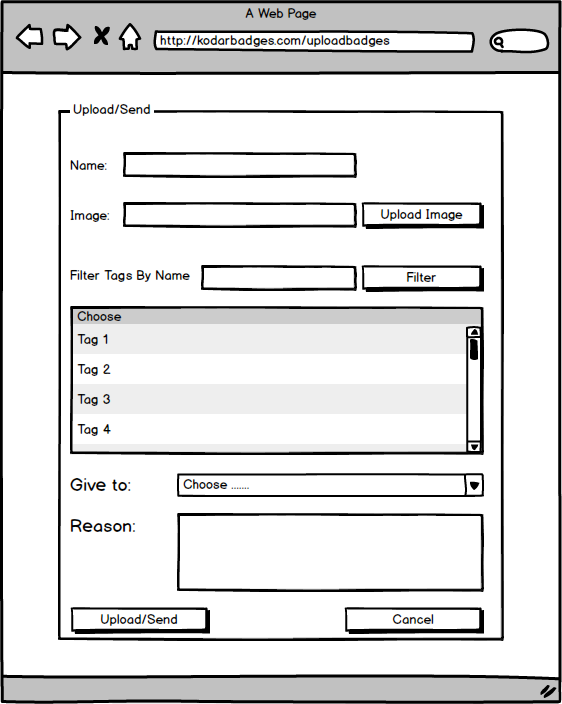 A Web Page
http://kodarbadges.com/uploadbadges
Upload/Send
Name:
Image:
Upload Image
Filter Tags By Name
Filter
Choose
Tag 1
Tag 2
Tag 3
Tag 4
Give to:
Choose .......
Reason:
Upload/Send
Cancel